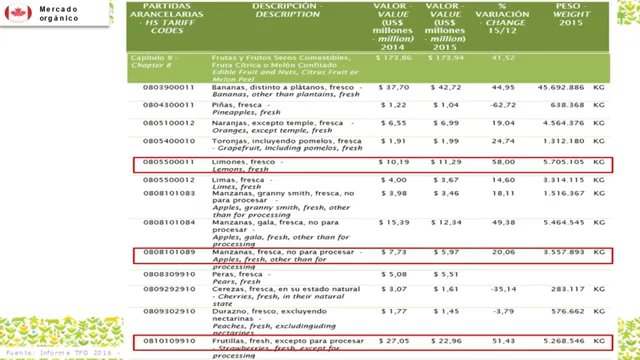 Mercado
orgánico
PARTIDAS ARANCELARIAS - HS TARIFF CODES DESCRIPCIÓN - DESCRIPTION VALOR - VALUE (US$ millones - million) 2014 VALOR - VALUE (US$ millones - million) 2015 % VARIACIÓN - CHANGE 15/12 PESO - WEIGHT 2015
Capítulo 8 - Chapter 8 Frutas y Frutos Secos Comestibles, Fruta Cítrica o Melón Confitado - Edible Fruit and Nuts, Citrus Fruit or Melon Peel $ 173,86 $ 173,94 41,52
0803900011 Bananas, distinto a plátanos, fresco - $ 37,70 $ 42,72 44,95 45.692.886 KG
Bananas, other than plantains, fresh
0804300011 Piñas, fresca - $ 1,22 $ 1,04 -62,72 638.368 KG
Pineapples, fresh
0805100012 Naranjas, excepto temple, fresca - $ 6,55 $ 6,99 19,04 4.564.376 KG
Oranges, except temple, fresh
0805400010 Toronjas, incluyendo pomelos, fresca $ 1,91 $ 1,99 24,74 1.312.180 KG
- Grapefruit, Including pomelos, fresh
0805500011 Limones, fresco - $ 10,19 $ 11,29 58,00 5.705.105 KG
Lemons, fresh
0805500012 Limas, fresca - $ 4,00 $ 3,67 14,60 3.314.115 KG
Limes, fresh
0808101083 Manzanas, granny smith, fresca, no $ 3,98 $ 3,46 18,11 1.516.367 KG
para procesar -
Apples, granny smith, fresh, other
than for processing
0808101084 Manzanas, gala, fresca, no para $ 15,39 $ 12,34 49,38 5.464.545 KG
procesar -
Apples, gala, fresh, other than for
processing
0808101089 Manzanas, fresca, no para procesar - $ 7,73 $ 5,97 20,06 3.557.893 KG
Apples, fresh, other than for
processing
0808309910 Peras, fresca - $ 5,08 $ 5,51
Pears, fresh
0809292910 Cerezas, fresca, en su estado natural $ 3,07 $ 1,61 -35,14 283.117 KG
- Cherries, fresh, in their natural
state
0809302910 Durazno, fresco, excluyendo $ 1,77 $ 1,45 -3,79 576.662 KG
nectarines -
Peaches, fresh, excludinguding
nectarines
0810109910 Frutillas, fresh, excepto para procesar $ 27,05 $ 22,96 51,43 5.268.546 KG
- Strawberries, fresh, except for
processing
Fuente: Informe TFO 2016 -